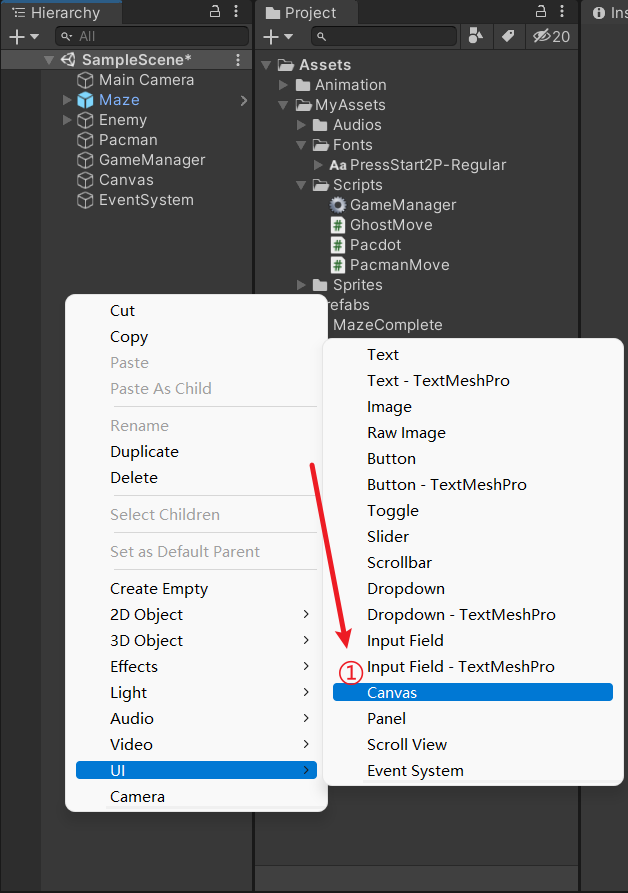 Hierarchy
All
SampleScene*
Main Camera
Maze
Enemy
Pacman
GameManager
Canvas
EventSystem
Project
20
Assets
Animation
MyAssets
Audios
Fonts
Aa PressStart2P-Regular
Scripts
GameManager
# GhostMove
# Pacdot
# PacmanMove
Sprites
refabs
MazeComplete
Ins
Cut
Copy
Paste
Paste As Child
Rename
Duplicate
Delete
Select Children
Set as Default Parent
Create Empty
2D Object
3D Object
Effects
Light
Audio
Video
UI
Camera
Text
Text - TextMeshPro
Image
Raw Image
Button
Button - TextMeshPro
Toggle
Slider
Scrollbar
Dropdown
Dropdown - TextMeshPro
Input Field
Input Field - TextMeshPro
①
Canvas
Panel
Scroll View
Event System